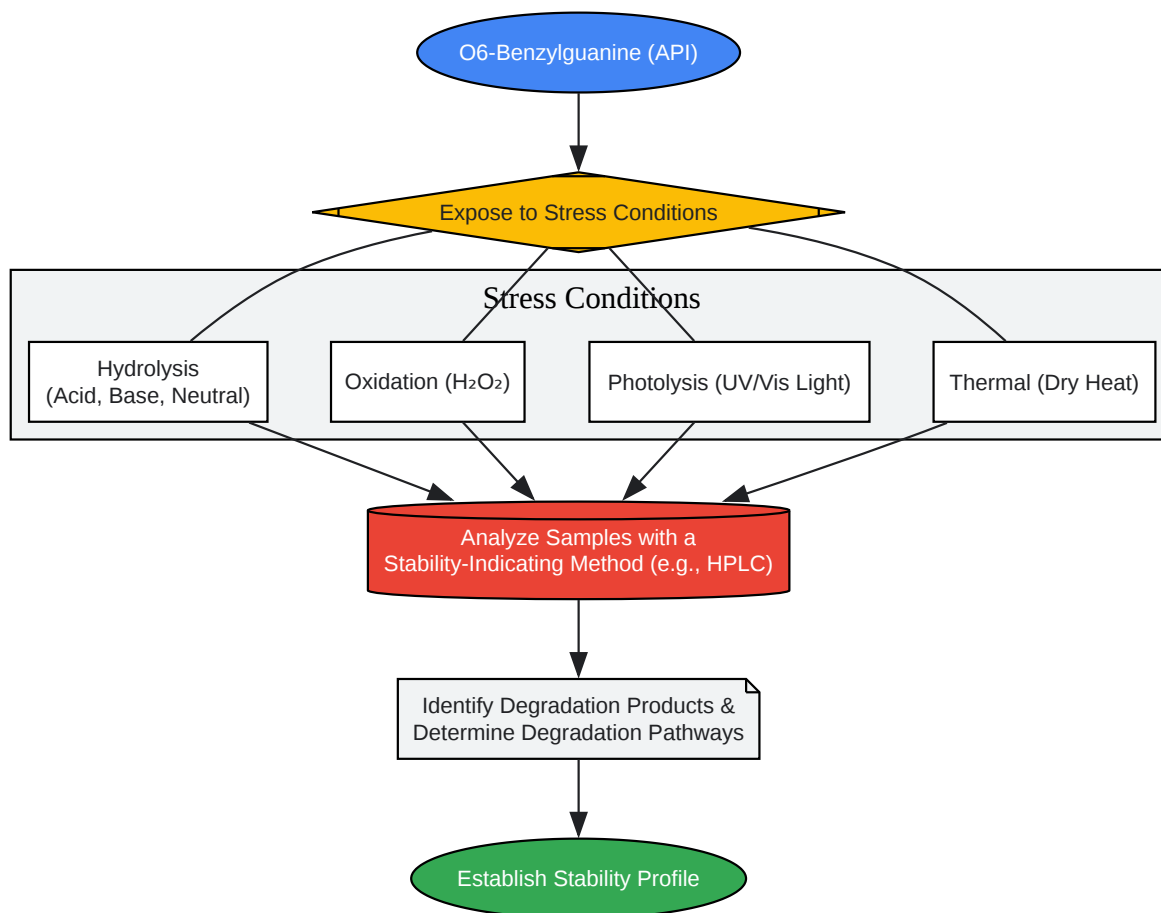 O6-Benzylguanine (API)
Expose to Stress Conditions
Stress Conditions
Hydrolysis
(Acid, Base, Neutral)
Oxidation (H₂O₂)
Photolysis (UV/Vis Light)
Thermal (Dry Heat)
Analyze Samples with a
Stability-Indicating Method (e.g., HPLC)
Identify Degradation Products &
Determine Degradation Pathways
Establish Stability Profile